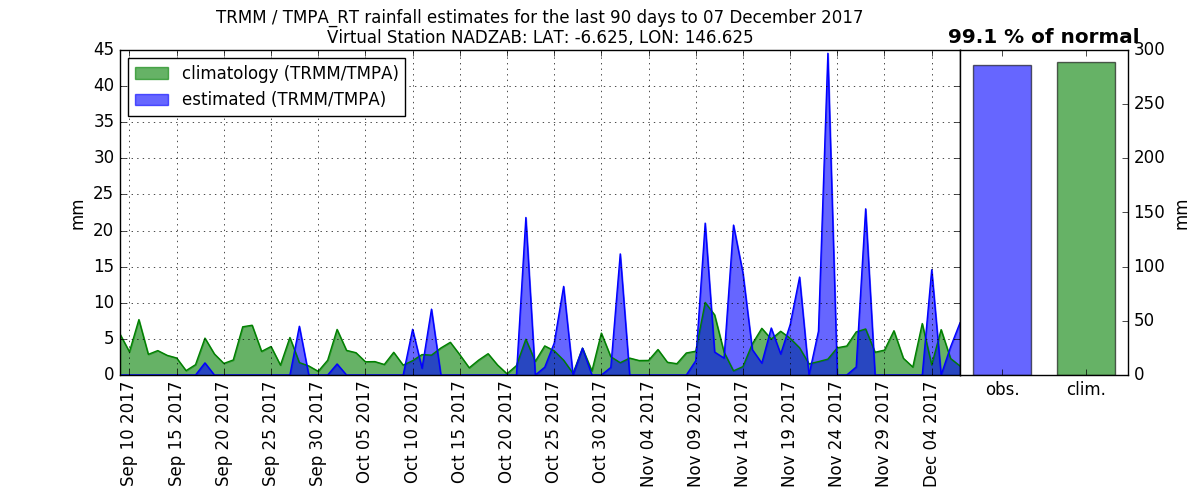 TRMM / TMPA_RT rainfall estimates for the last 90 days to 07 December 2017
Virtual Station NADZAB: LAT: -6.625, LON: 146.625
99.1 % of normal
climatology (TRMM/TMPA)
estimated (TRMM/TMPA)
45
40
35
30
25
20
15
10
5
0
mm
Sep 10 2017
Sep 15 2017
Sep 20 2017
Sep 25 2017
Sep 30 2017
Oct 05 2017
Oct 10 2017
Oct 15 2017
Oct 20 2017
Oct 25 2017
Oct 30 2017
Nov 04 2017
Nov 09 2017
Nov 14 2017
Nov 19 2017
Nov 24 2017
Nov 29 2017
Dec 04 2017
obs.
clim.
300
250
200
150
100
50
0
mm